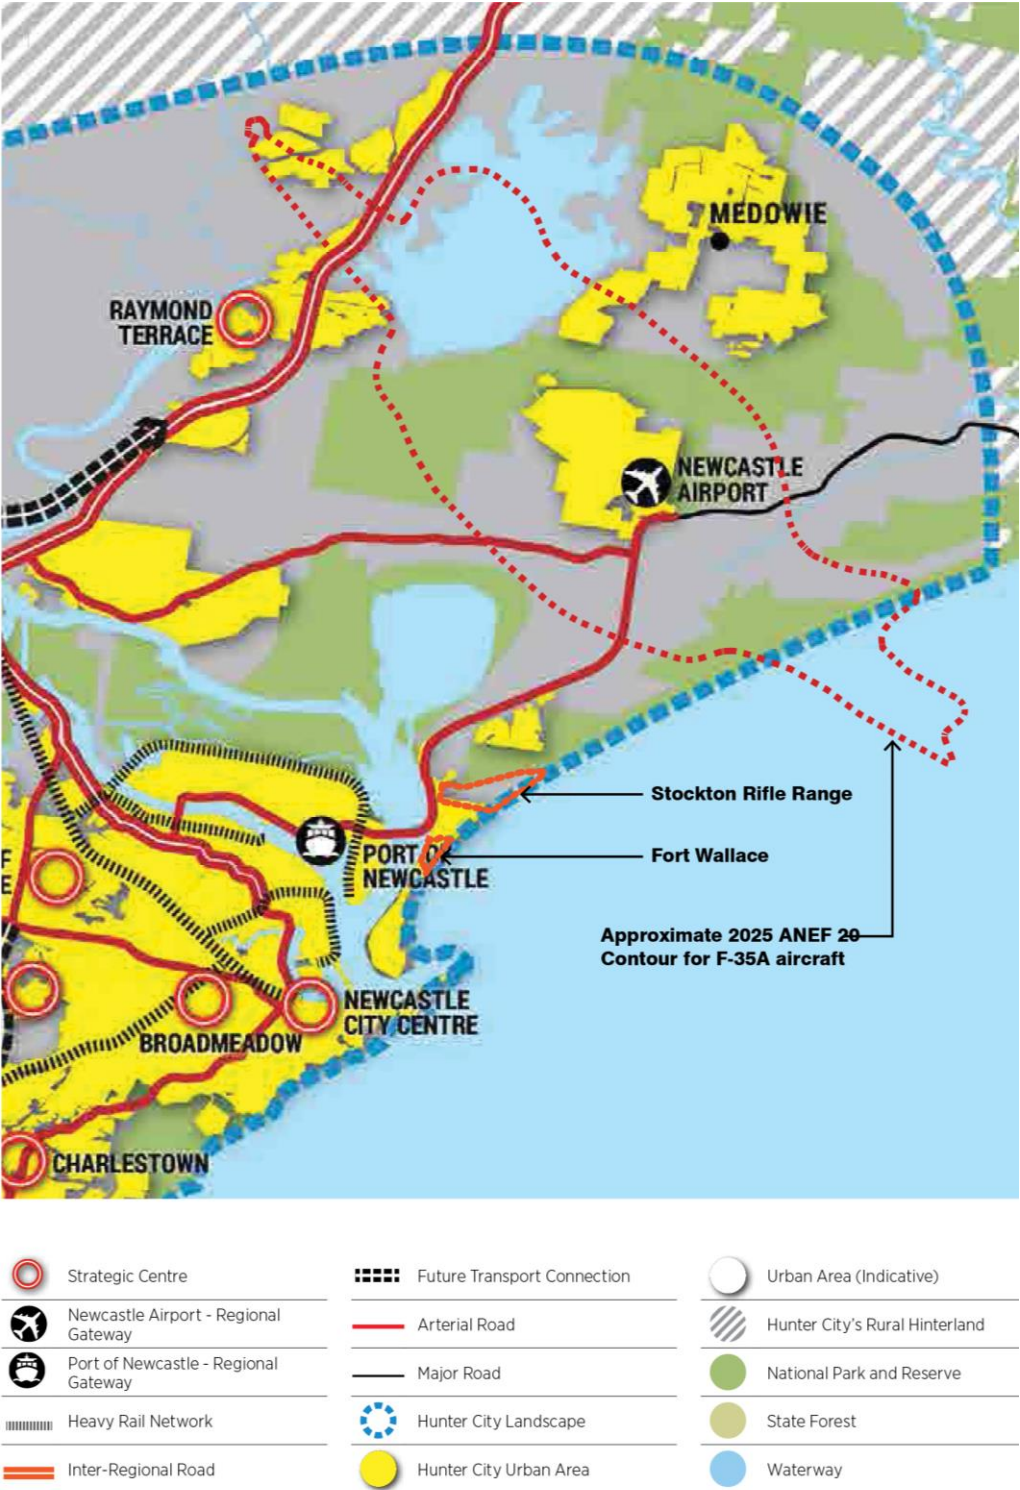 MEDOWIE
RAYMOND
TERRACE
NEWCASTLE
AIRPORT
Stockton Rifle Range
PORT OF
NEWCASTLE
Fort Wallace
Approximate 2025 ANEF 20
Contour for F-35A aircraft
F
E
NEWCASTLE
CITY CENTRE
BROADMEADOW
CHARLESTOWN
Strategic Centre
Newcastle Airport - Regional
Gateway
Port of Newcastle - Regional
Gateway
Heavy Rail Network
Inter-Regional Road
Future Transport Connection
Arterial Road
Major Road
Hunter City Landscape
Hunter City Urban Area
Urban Area (Indicative)
Hunter City's Rural Hinterland
National Park and Reserve
State Forest
Waterway